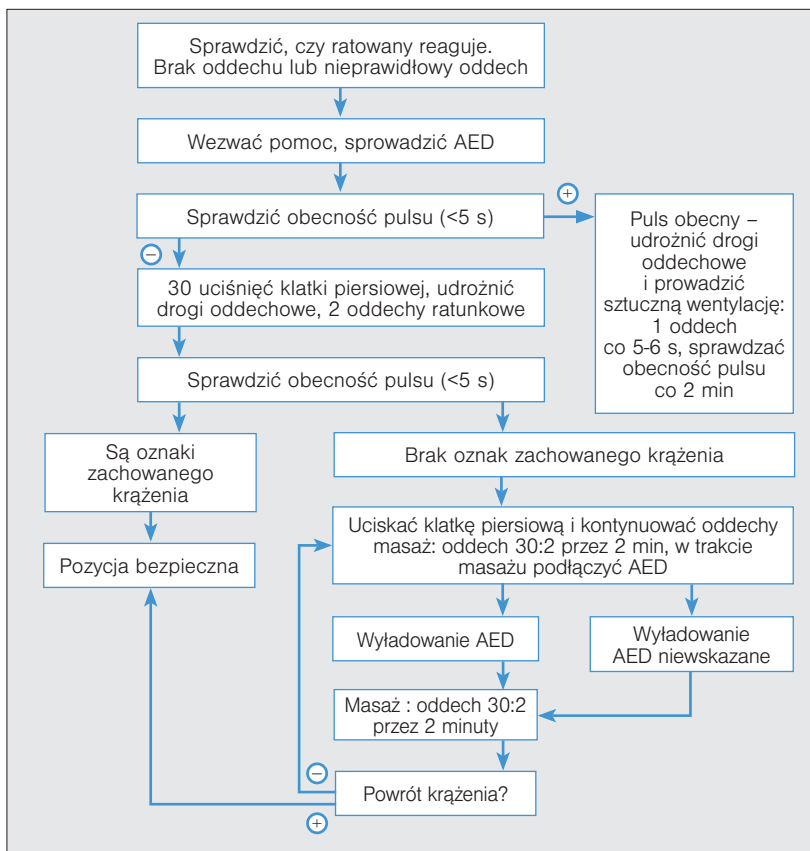 Sprawdzić, czy ratowany reaguje.
Brak oddechu lub nieprawidłowy oddech
Wezwać pomoc, sprowadzić AED
Sprawdzić obecność pulsu (<5 s)
+
Puls obecny –
udrożnić drogi
oddechowe
i prowadzić
sztuczną wentylację:
1 oddech
co 5-6 s, sprawdzać
obecność pulsu
co 2 min
–
30 uciśnięć klatki piersiowej, udrożnić
drogi oddechowe, 2 oddechy ratunkowe
Sprawdzić obecność pulsu (<5 s)
Są oznaki
zachowanego
krążenia
Pozycja bezpieczna
Brak oznak zachowanego krążenia
Uciskać klatkę piersiową i kontynuować oddechy
masaż: oddech 30:2 przez 2 min, w trakcie
masażu podłączyć AED
Wyładowanie AED
Wyładowanie
AED niewskazane
Masaż : oddech 30:2
przez 2 minuty
–
Powrót krążenia?
+